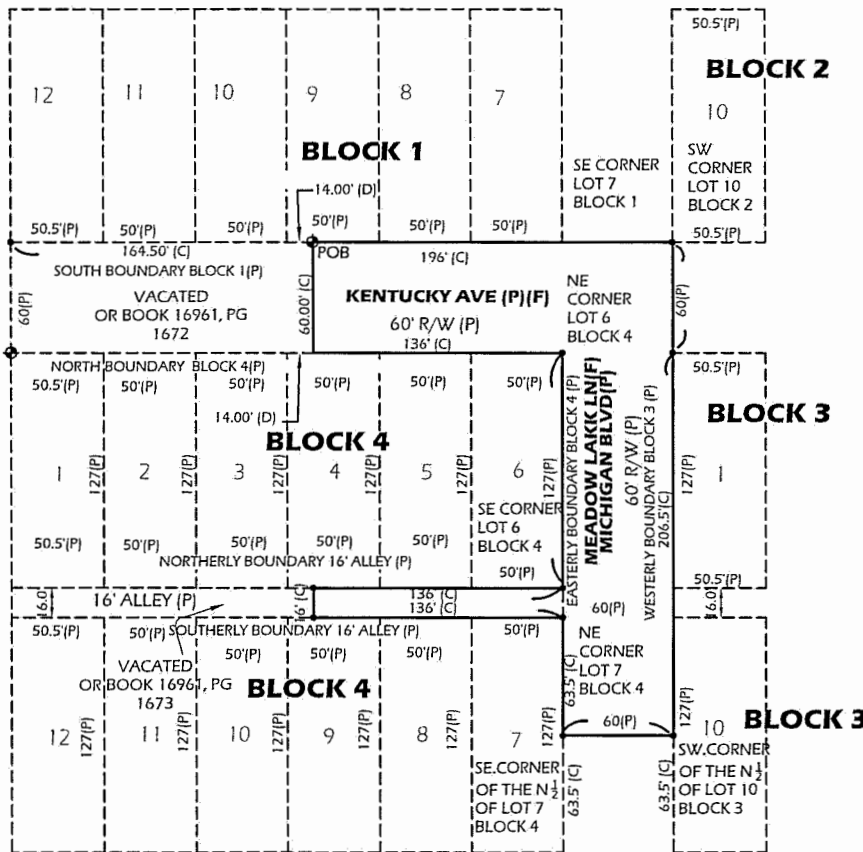 50.5'(P)
BLOCK 2
12
11
10
9
8
7
10
BLOCK 1
SE CORNER
LOT 7
BLOCK 1
SW
CORNER
LOT 10
BLOCK 2
14.00' (D)
50.5'(P)
50'(P)
50'(P)
50'(P)
50'(P)
50'(P)
50.5'(P)
164.50' (C)
POB
196' (C)
SOUTH BOUNDARY BLOCK 1(P)
60(P)
VACATED
OR BOOK 16961, PG
1672
60.00' (C)
KENTUCKY AVE (P)(F)
60' R/W (P)
136' (C)
NE
CORNER
LOT 6
BLOCK 4
60(P)
NORTH BOUNDARY BLOCK 4(P)
50.5'(P)
50'(P)
50'(P)
50'(P)
50'(P)
50'(P)
50.5'(P)
14.00' (D)
BLOCK 4
BLOCK 3
1
127(P)
2
127(P)
3
127(P)
4
127(P)
5
127(P)
6
127(P)
EASTERLY BOUNDARY BLOCK 4 (P)
MEADOW LAKK LN(F)
MICHIGAN BLVD(P)
60' R/W (P)
WESTERLY BOUNDARY BLOCK 3 (P)
206.5'(C)
127(P)
1
SE CORNER
LOT 6
BLOCK 4
50.5'(P)
50'(P)
50'(P)
50'(P)
50'(P)
NORTHERLY BOUNDARY 16' ALLEY (P)
50'(P)
50.5'(P)
16.0
16' ALLEY (P)
16' (C)
136 (C)
136' (C)
60(P)
16.0'
50.5'(P)
50'(P)
SOUTHERLY BOUNDARY 16' ALLEY (P)
50'(P)
50'(P)
50'(P)
50'(P)
VACATED
OR BOOK 16961, PG
1673
BLOCK 4
NE
CORNER
LOT 7
BLOCK 4
63.5' (C)
60(P)
12
127(P)
11
127(P)
10
127(P)
9
127(P)
8
127(P)
7
127(P)
127(P)
10
BLOCK 3
SE.CORNER
OF THE N 1/2
OF LOT 7
BLOCK 4
63.5' (C)
63.5' (C)
SW.CORNER
OF THE N 1/2
OF LOT 10
BLOCK 3